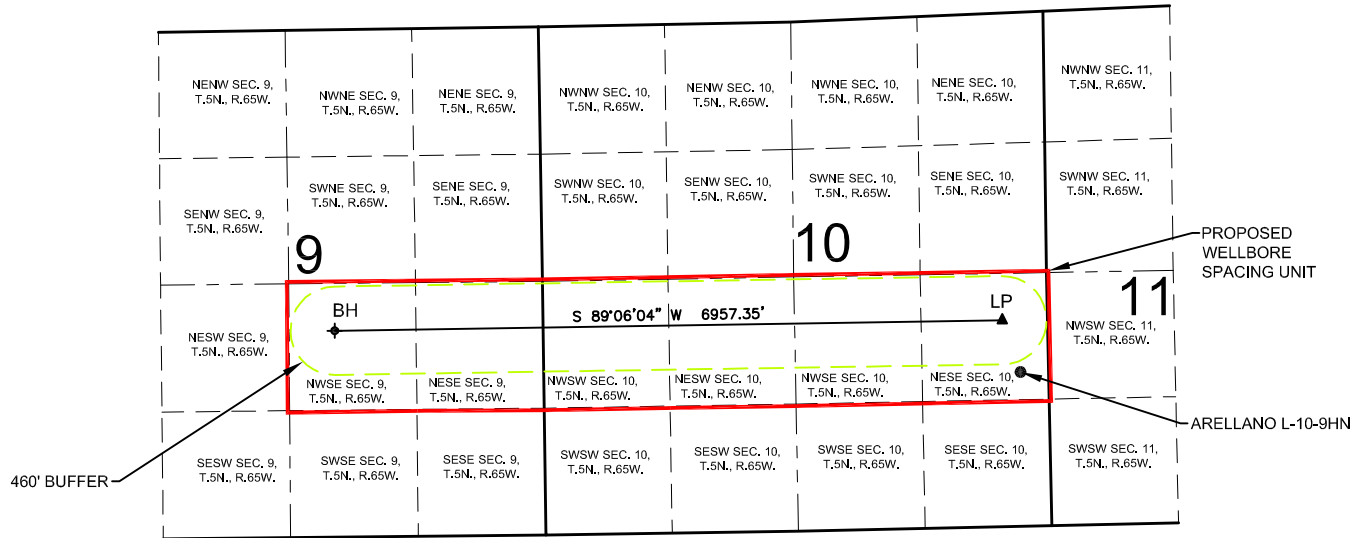 NENW SEC. 9,
T.5N., R.65W.
NWNE SEC. 9,
T.5N., R.65W.
NENE SEC. 9,
T.5N., R.65W.
NWNW SEC. 10,
T.5N., R.65W.
NENW SEC. 10,
T.5N., R.65W.
NWNE SEC. 10,
T.5N., R.65W.
NENE SEC. 10,
T.5N., R.65W.
NWNW SEC. 11,
T.5N., R.65W.
SENW SEC. 9,
T.5N., R.65W.
SWNE SEC. 9,
T.5N., R.65W.
SENE SEC. 9,
T.5N., R.65W.
SWNW SEC. 10,
T.5N., R.65W.
SENW SEC. 10,
T.5N., R.65W.
SWNE SEC. 10,
T.5N., R.65W.
SENE SEC. 10,
T.5N., R.65W.
SWNW SEC. 11,
T.5N., R.65W.
9
10
11
PROPOSED
WELLBORE
SPACING UNIT
BH
S 89°06'04" W 6957.35'
LP
NESW SEC. 9,
T.5N., R.65W.
NWSE SEC. 9,
T.5N., R.65W.
NESE SEC. 9,
T.5N., R.65W.
NWSW SEC. 10,
T.5N., R.65W.
NESW SEC. 10,
T.5N., R.65W.
NWSE SEC. 10,
T.5N., R.65W.
NESE SEC. 10,
T.5N., R.65W.
NWSW SEC. 11,
T.5N., R.65W.
ARELLANO L-10-9HN
460' BUFFER
SESW SEC. 9,
T.5N., R.65W.
SWSE SEC. 9,
T.5N., R.65W.
SESE SEC. 9,
T.5N., R.65W.
SWSW SEC. 10,
T.5N., R.65W.
SESW SEC. 10,
T.5N., R.65W.
SWSE SEC. 10,
T.5N., R.65W.
SESE SEC. 10,
T.5N., R.65W.
SWSW SEC. 11,
T.5N., R.65W.